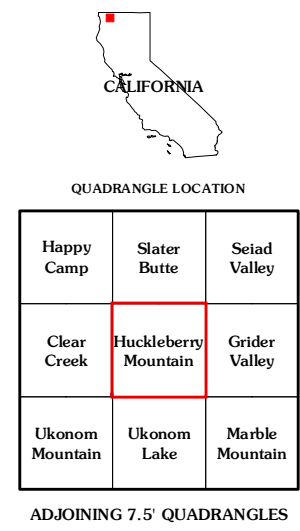 CALIFORNIA
QUADRANGLE LOCATION
Happy
Camp
Slater
Butte
Seiad
Valley
Clear
Creek
Huckleberry
Mountain
Grider
Valley
Ukonom
Mountain
Ukonom
Lake
Marble
Mountain
ADJOINING 7.5' QUADRANGLES